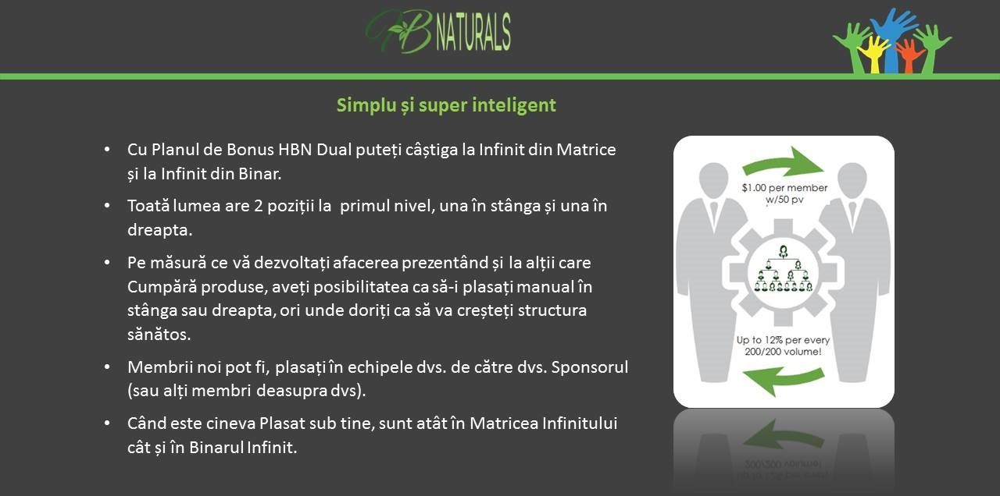 HB NATURALS
Simplu și super inteligent
• Cu Planul de Bonus HBN Dual puteți câștiga la Infinit din Matrice
și la Infinit din Binar.
• Toată lumea are 2 poziții la  primul nivel, una în stânga și una în
dreapta.
• Pe măsură ce vă dezvoltați afacerea prezentând și la alții care
Cumpără produse, aveți posibilitatea ca să-i plasați manual în
stânga sau dreapta, ori unde doriți ca să va creșteți structura
sănătos.
• Membrii noi pot fi, plasați în echipele dvs. de către dvs. Sponsorul
(sau alți membri deasupra dvs).
• Când este cineva Plasat sub tine, sunt atât în Matricea Infinitului
cât și în Binarul Infinit.
$1.00 per member
w/50 pv
Up to 12% per every
200/200 volume!